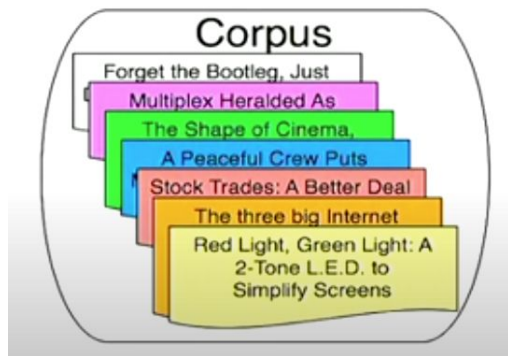 Corpus
Forget the Bootleg, Just
Multiplex Heralded As
The Shape of Cinema,
A Peaceful Crew Puts
Stock Trades: A Better Deal
The three big Internet
Red Light, Green Light: A
2-Tone L.E.D. to
Simplify Screens